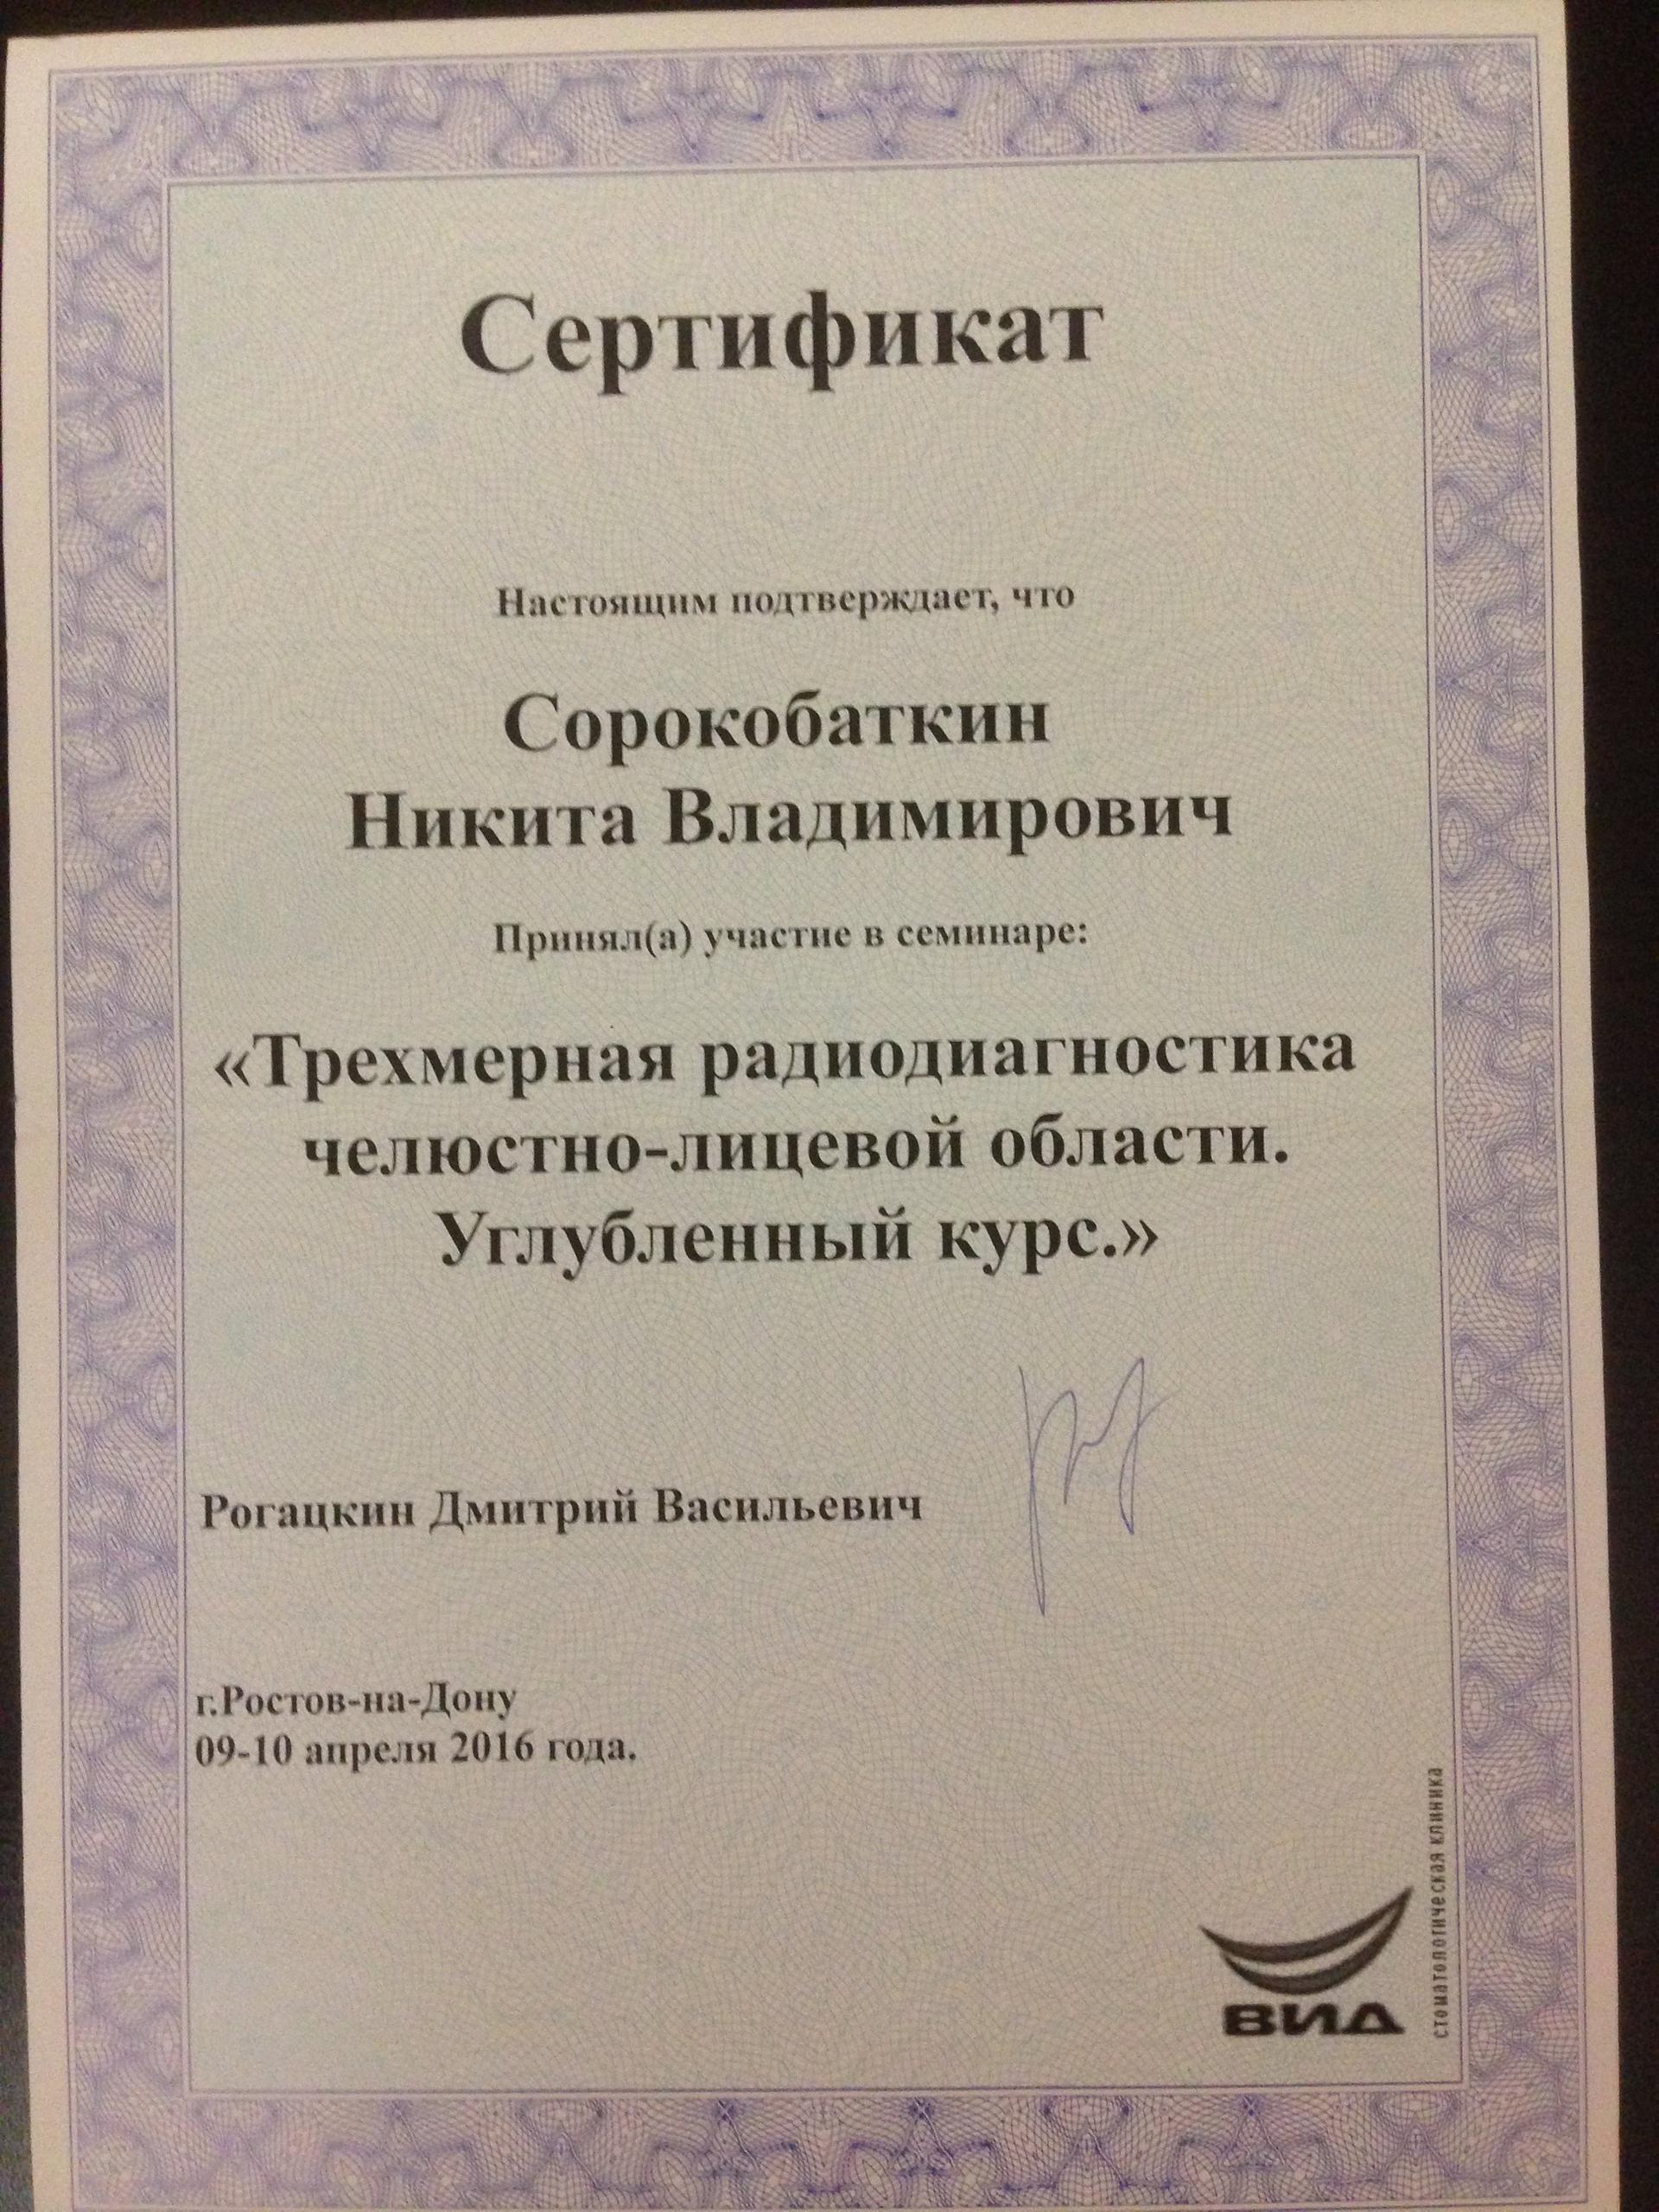 Сертификат
Настоящим подтверждает, что
Сорокобаткин
Никита Владимирович
Принял(а) участие в семинаре:
«Трехмерная радиодиагностика
челюстно-лицевой области.
Углубленный курс.»
Рогацкин Дмитрий Васильевич
г.Ростов-на-Дону
09-10 апреля 2016 года.
ВИД
стоматологическая клиника